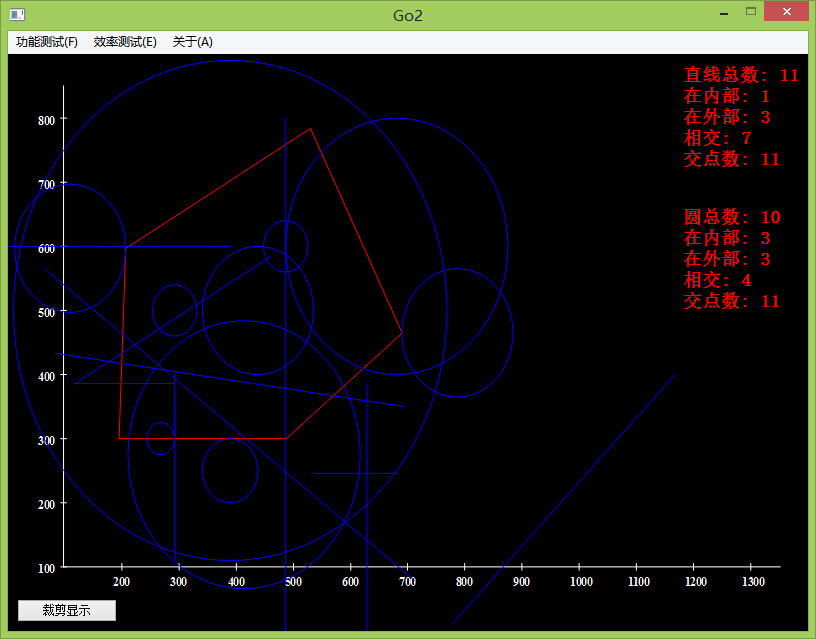 Go2
功能测试(F) 效率测试(E) 关于(A)
直线总数: 11
在内部: 1
在外部: 3
相交: 7
交点数: 11
圆总数: 10
在内部: 3
在外部: 3
相交: 4
交点数: 11
800
700
600
500
400
300
200
100
200 300 400 500 600 700 800 900 1000 1100 1200 1300
裁剪显示